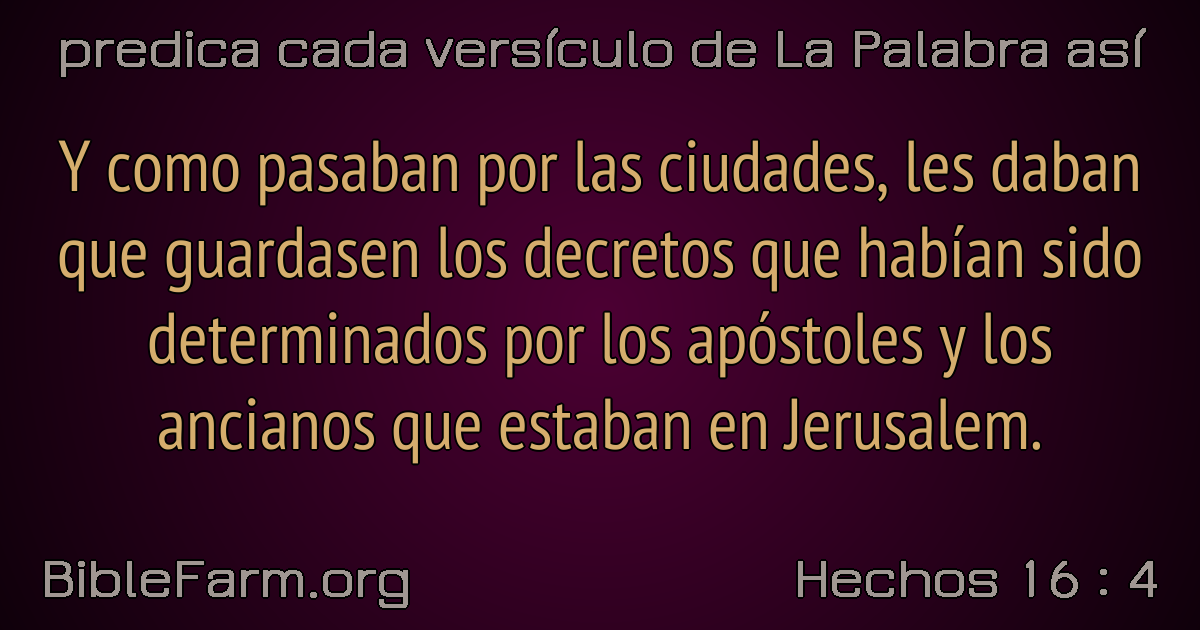 predica cada versículo de La Palabra así
Y como pasaban por las ciudades, les daban
que guardasen los decretos que habían sido
determinados por los apóstoles y los
ancianos que estaban en Jerusalem.
BibleFarm.org
Hechos 16 : 4